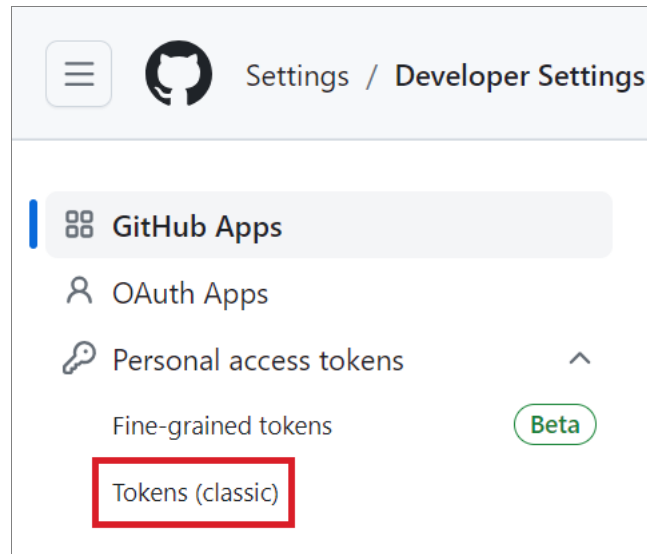 Settings / Developer Settings
GitHub Apps
OAuth Apps
Personal access tokens
Fine-grained tokens Beta
Tokens (classic)